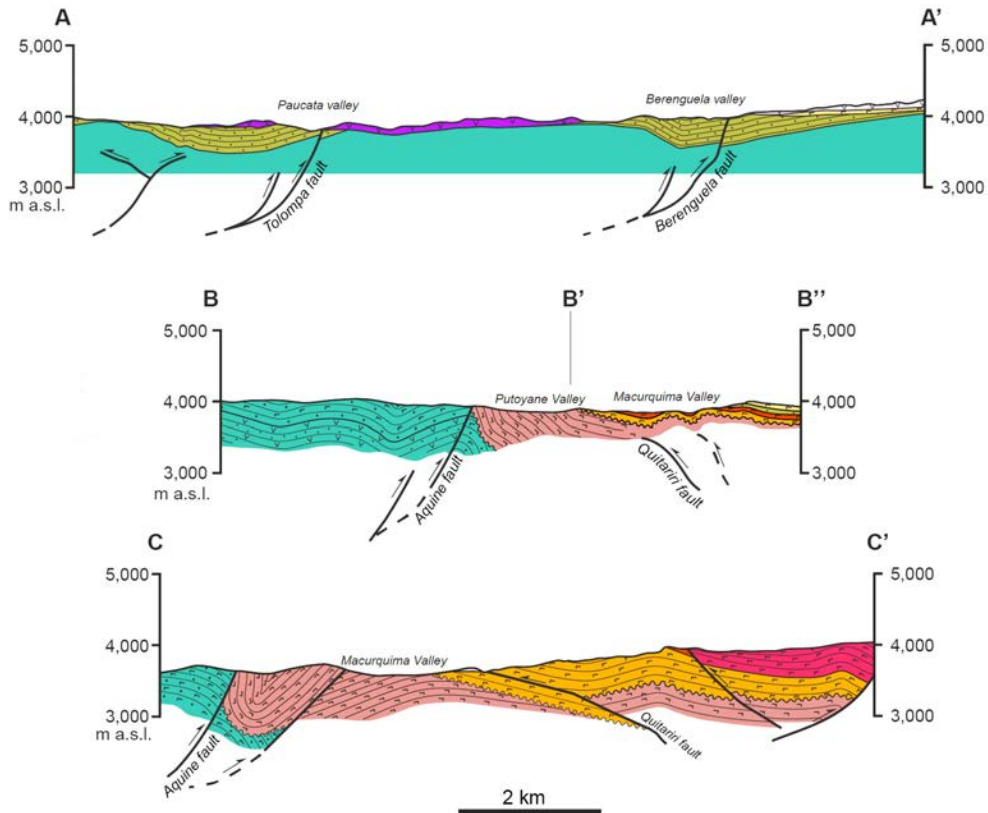 A A’
5,000 5,000
Paucata valley Berenguela valley
4,000 4,000
3,000 3,000
m a.s.l.
Tolompa fault
Berenguela fault
B B’ B’’
5,000 5,000
4,000 4,000
Putoyane Valley Macurquima Valley
3,000 3,000
m a.s.l.
Aquine fault
Quitariri fault
C C’
5,000 5,000
4,000 4,000
Macurquima Valley
3,000 3,000
m a.s.l.
Aquine fault
Quitariri fault
2 km